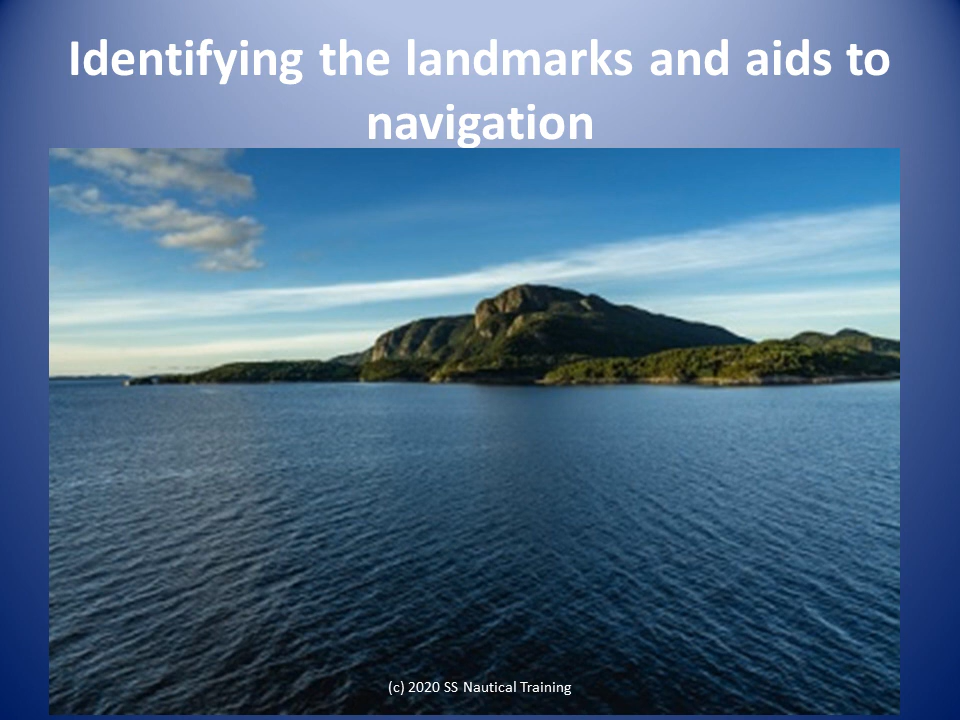 Identifying the landmarks and aids to
navigation
(c) 2020 SS Nautical Training